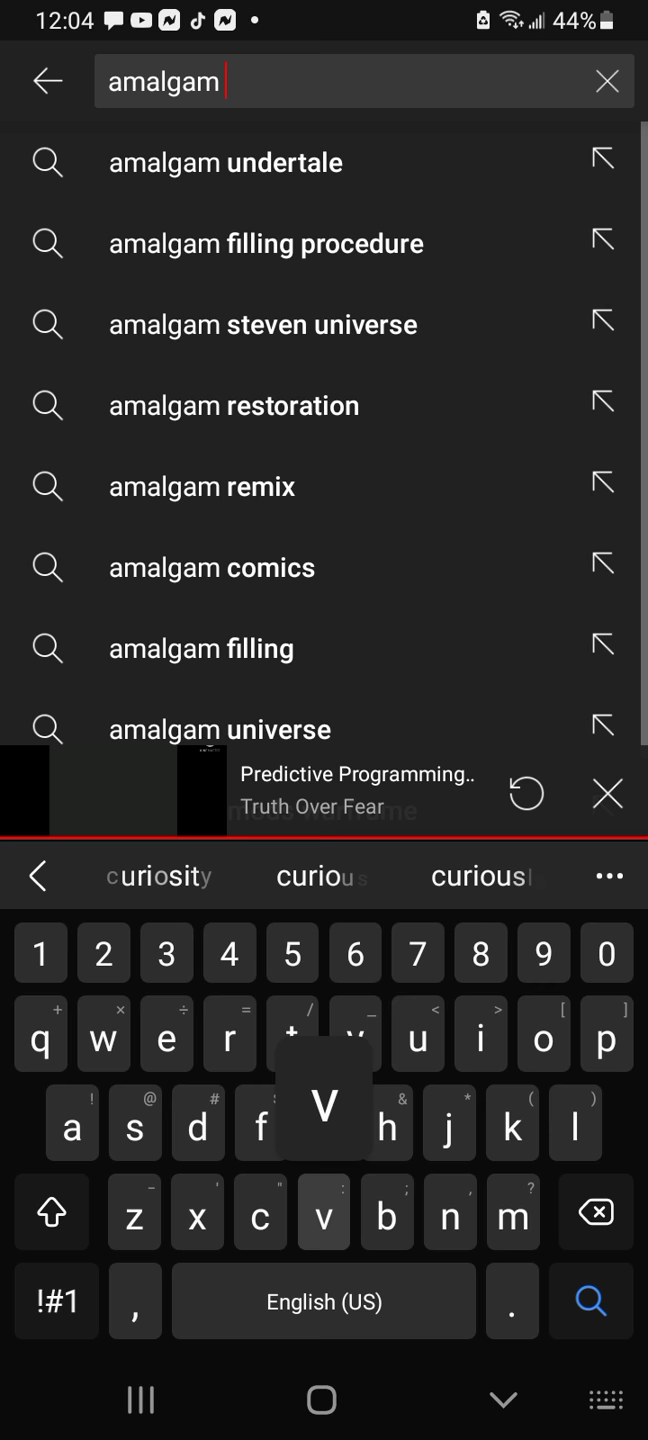 12:04
44%
amalgam
amalgam undertale
amalgam filling procedure
amalgam steven universe
amalgam restoration
amalgam remix
amalgam comics
amalgam filling
amalgam universe
Predictive Programming..
Truth Over Fear
curiosity curious curiousl
1 2 3 4 5 6 7 8 9 0
+ × ÷ = / _ < > [ ]
q w e r t y u i o p
! @ # & * ( )
a s d f v h j k l
- ' " : ; , ?
z x c v b n m
!#1 , English (US) .